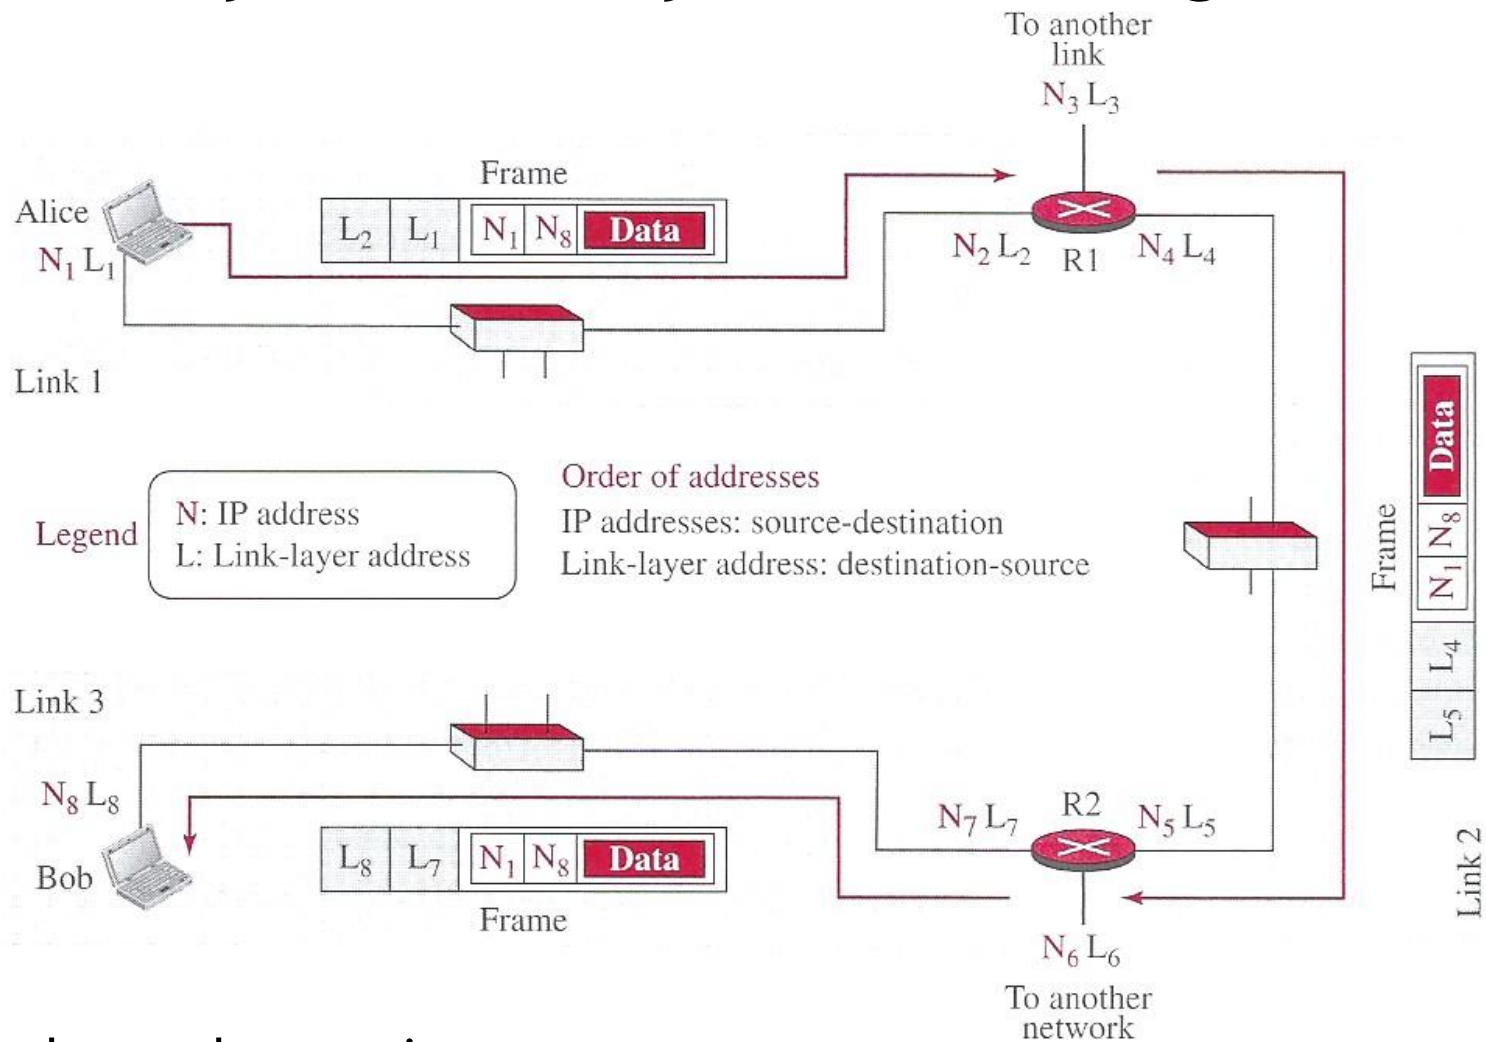 To another
link
N3 L3
Frame
Alice
L2 L1 N1 N8 Data
N1 L1
N2 L2
R1
N4 L4
Link 1
Order of addresses
Legend
N: IP address
L: Link-layer address
IP addresses: source-destination
Link-layer address: destination-source
Frame
L5 L4 N1 N8 Data
Link 3
N8 L8
N7 L7
R2
N5 L5
Bob
L8 L7 N1 N8 Data
Frame
Link 2
N6 L6
To another
network